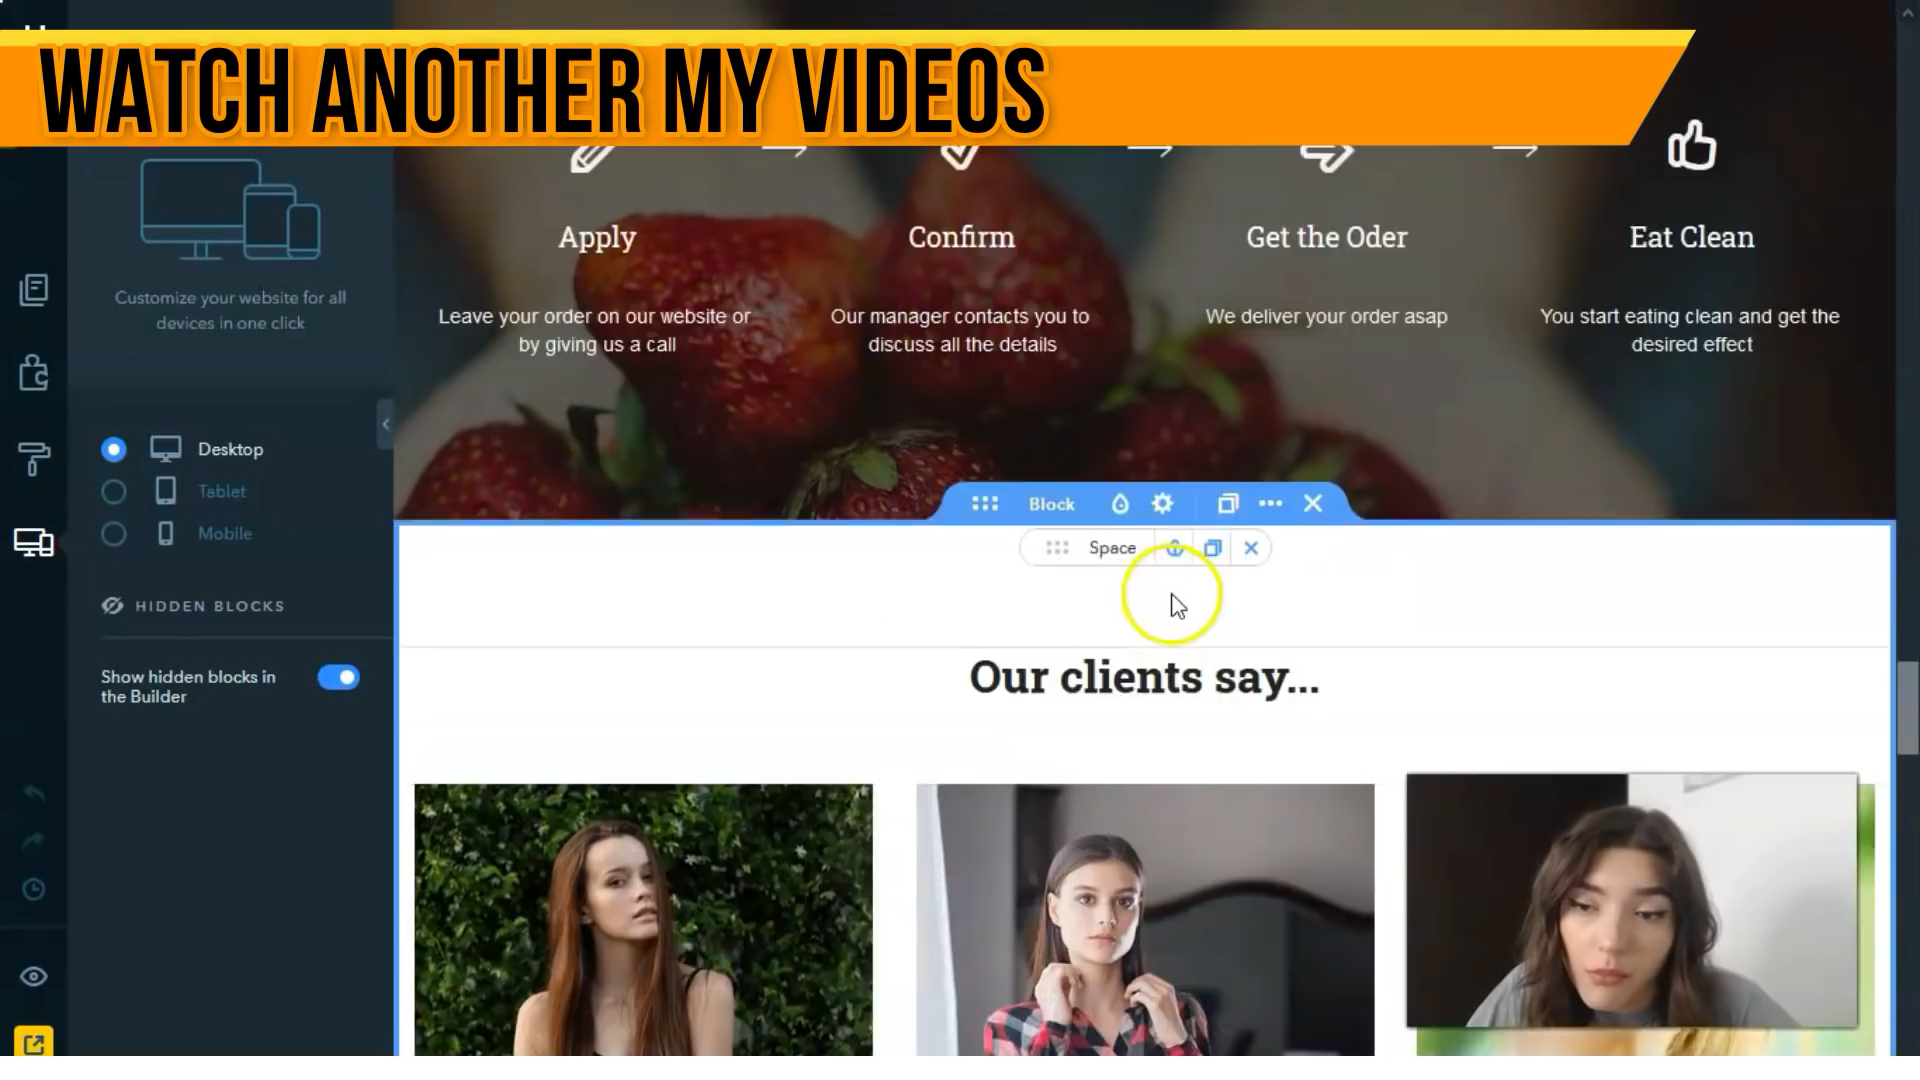 WATCH ANOTHER MY VIDEOS
Customize your website for all
devices in one click
Desktop
Tablet
Mobile
HIDDEN BLOCKS
Show hidden blocks in
the Builder
Apply
Leave your order on our website or
by giving us a call
Confirm
Our manager contacts you to
discuss all the details
Get the Oder
We deliver your order asap
Eat Clean
You start eating clean and get the
desired effect
Block
Space
Our clients say...